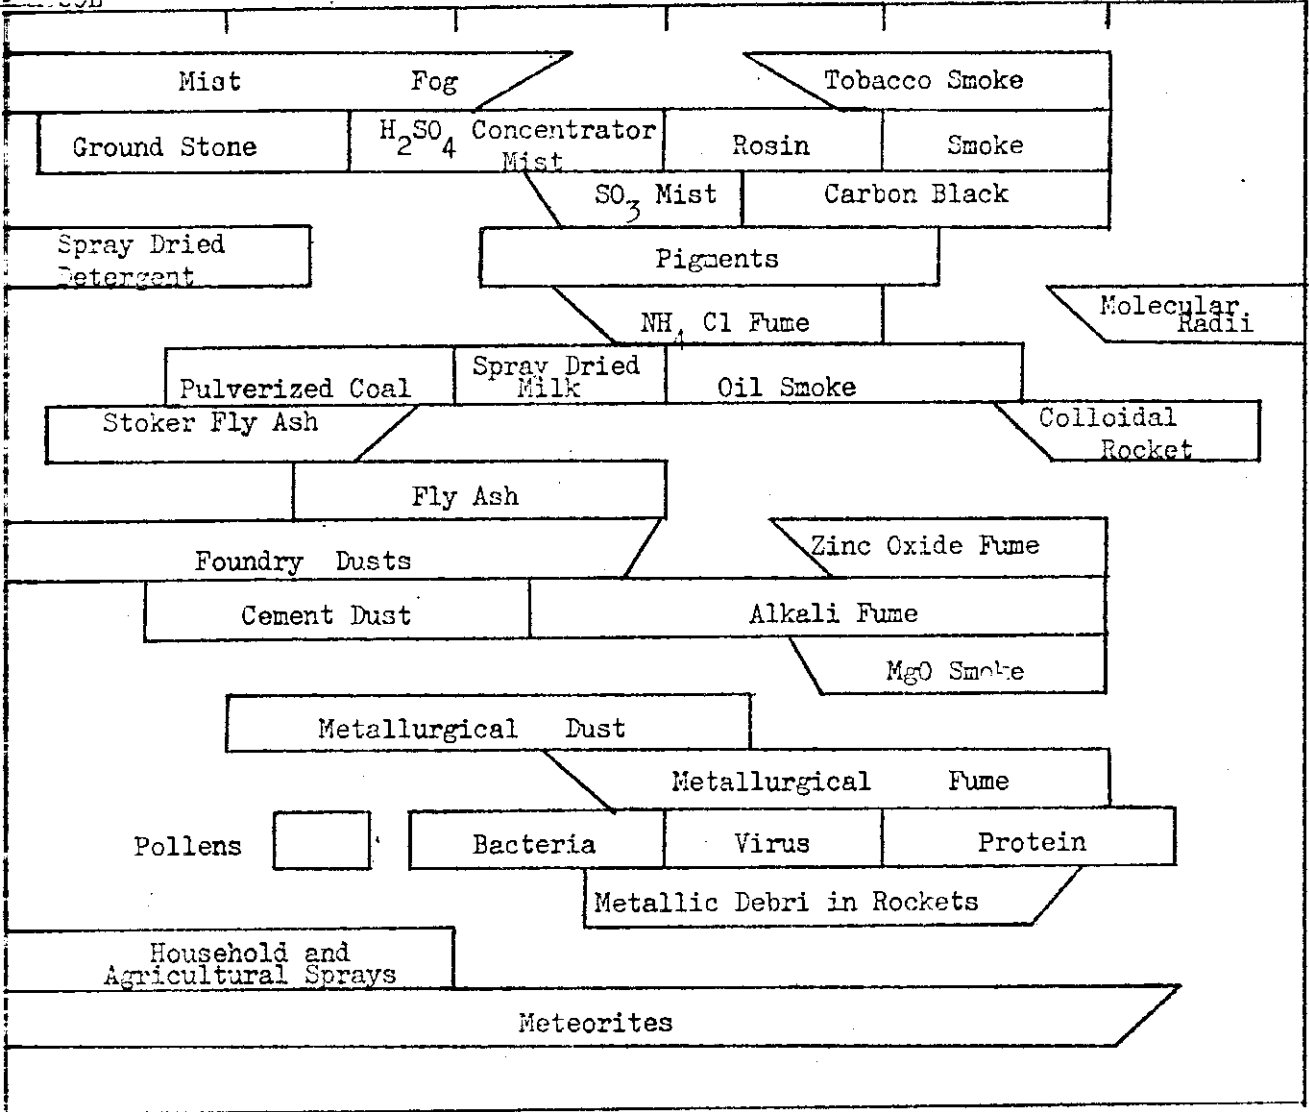 Mist Fog Tobacco Smoke
Ground Stone H2SO4 Concentrator Mist Rosin Smoke
SO3 Mist Carbon Black
Spray Dried
Detergent
Pigments
NH4 Cl Fume
Molecular
Radii
Pulverized Coal
Spray Dried
Milk
Oil Smoke
Stoker Fly Ash
Colloidal
Rocket
Fly Ash
Foundry Dusts
Zinc Oxide Fume
Cement Dust Alkali Fume
MgO Smoke
Metallurgical Dust
Metallurgical Fume
Pollens Bacteria Virus Protein
Metallic Debri in Rockets
Household and
Agricultural Sprays
Meteorites